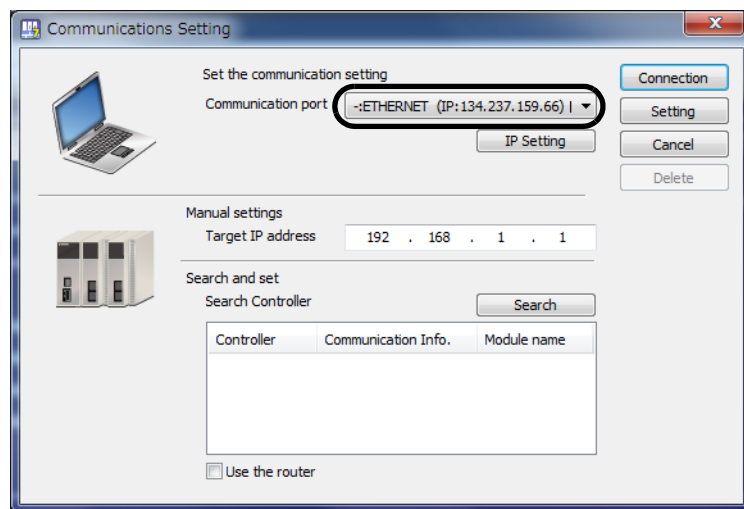 Communications Setting
Set the communication setting
Connection
Communication port -:ETHERNET (IP:134.237.159.66) |
Setting
IP Setting
Cancel
Delete
Manual settings
Target IP address 192 . 168 . 1 . 1
Search and set
Search Controller Search
Controller Communication Info. Module name
Use the router